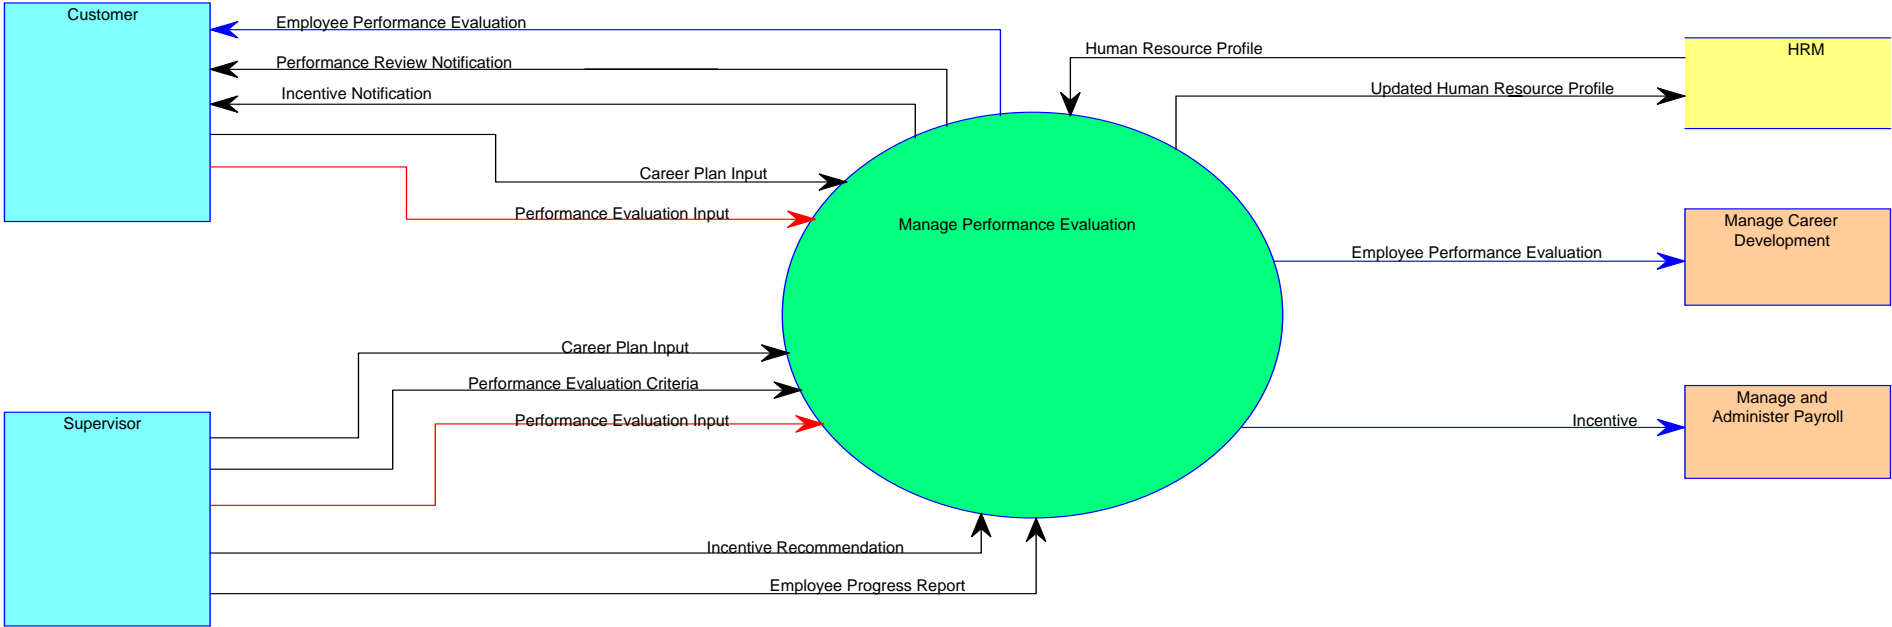 Customer
Employee Performance Evaluation
Performance Review Notification
Incentive Notification
Career Plan Input
Performance Evaluation Input
Human Resource Profile
HRM
Updated Human Resource Profile
Manage Performance Evaluation
Manage Career
Development
Employee Performance Evaluation
Career Plan Input
Performance Evaluation Criteria
Performance Evaluation Input
Supervisor
Incentive
Manage and
Administer Payroll
Incentive Recommendation
Employee Progress Report